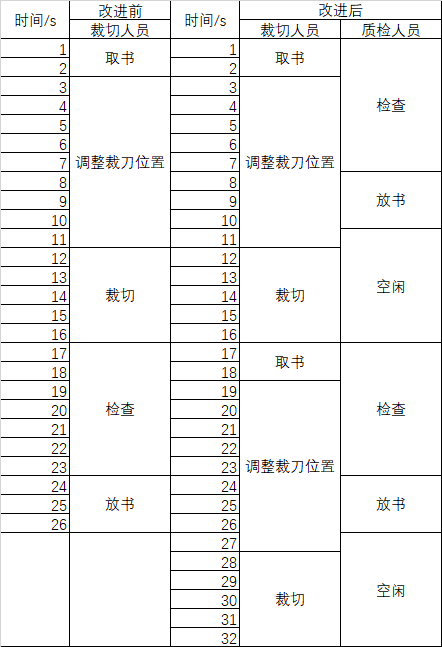 时间/s 改进前 时间/s 改进后
裁切人员 裁切人员 质检人员
1 取书 1 取书 检查
2 2
3 调整裁刀位置 3 调整裁刀位置
4 4
5 5
6 6
7 7
8 8 放书
9 9
10 10
11 11 空闲
12 裁切 12 裁切
13 13
14 14
15 15
16 16
17 检查 17 取书 检查
18 18
19 19 调整裁刀位置
20 20
21 21
22 22
23 23
24 放书 24 放书
25 25
26 26
27 空闲
28 裁切
29
30
31
32